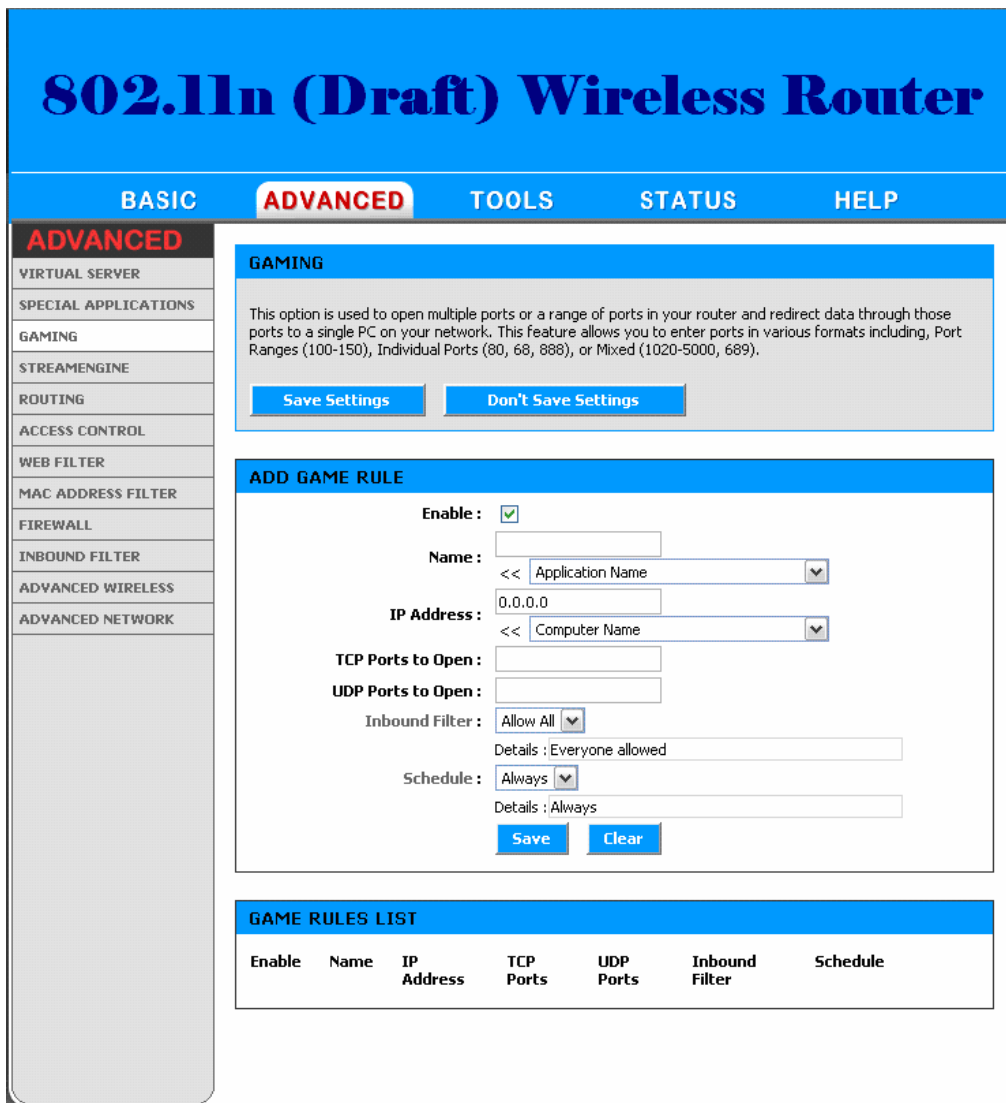 802.11n (Draft) Wireless Router
BASIC
ADVANCED
TOOLS
STATUS
HELP
ADVANCED
VIRTUAL SERVER
SPECIAL APPLICATIONS
GAMING
STREAMENGINE
ROUTING
ACCESS CONTROL
WEB FILTER
MAC ADDRESS FILTER
FIREWALL
INBOUND FILTER
ADVANCED WIRELESS
ADVANCED NETWORK
GAMING
This option is used to open multiple ports or a range of ports in your router and redirect data through those
ports to a single PC on your network. This feature allows you to enter ports in various formats including, Port
Ranges (100-150), Individual Ports (80, 68, 888), or Mixed (1020-5000, 689).
Save Settings
Don't Save Settings
ADD GAME RULE
Enable :
Name :
<< Application Name
IP Address :
0.0.0.0
<< Computer Name
TCP Ports to Open :
UDP Ports to Open :
Inbound Filter : Allow All
Details : Everyone allowed
Schedule : Always
Details : Always
Save
Clear
GAME RULES LIST
Enable
Name
IP Address
TCP Ports
UDP Ports
Inbound Filter
Schedule